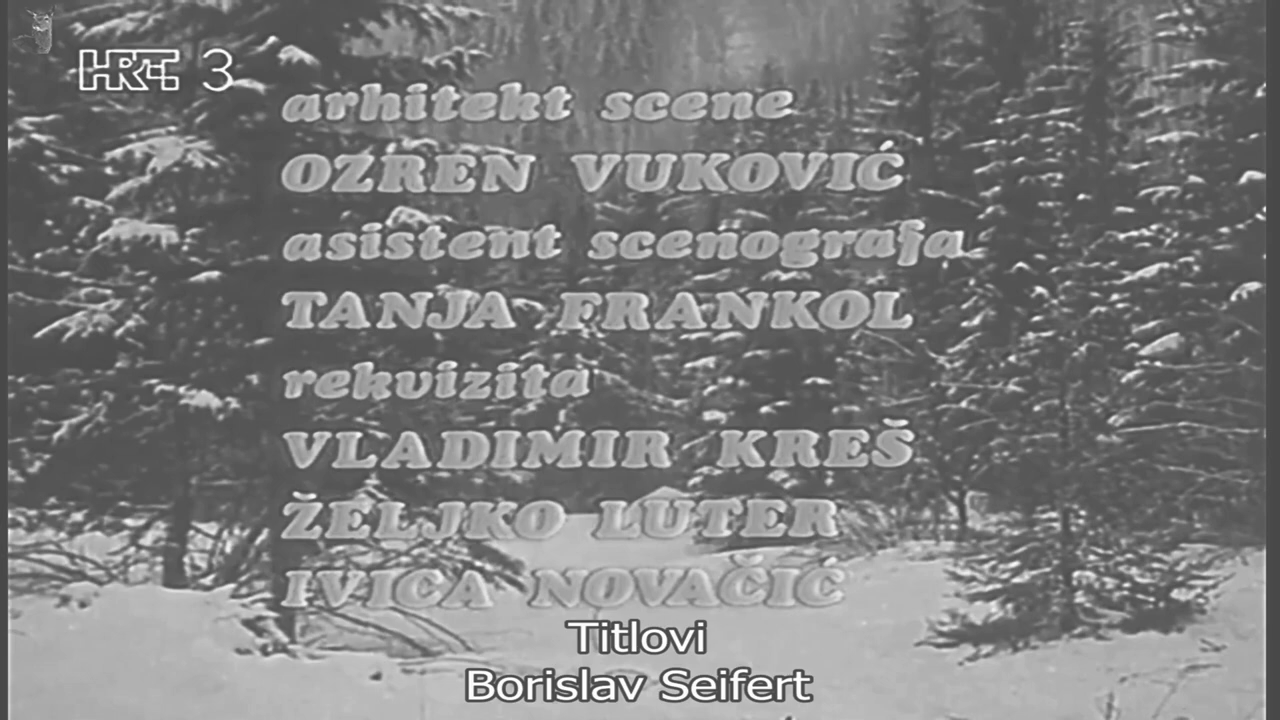 HRT 3
arhitekt scene
OZREN VUKOVIĆ
asistent scenografa
TANJA FRANKOL
rekvizita
VLADIMIR KREŠ
ŽELJKO LUTER
IVICA NOVAČIĆ
Titlovi
Borislav Seifert